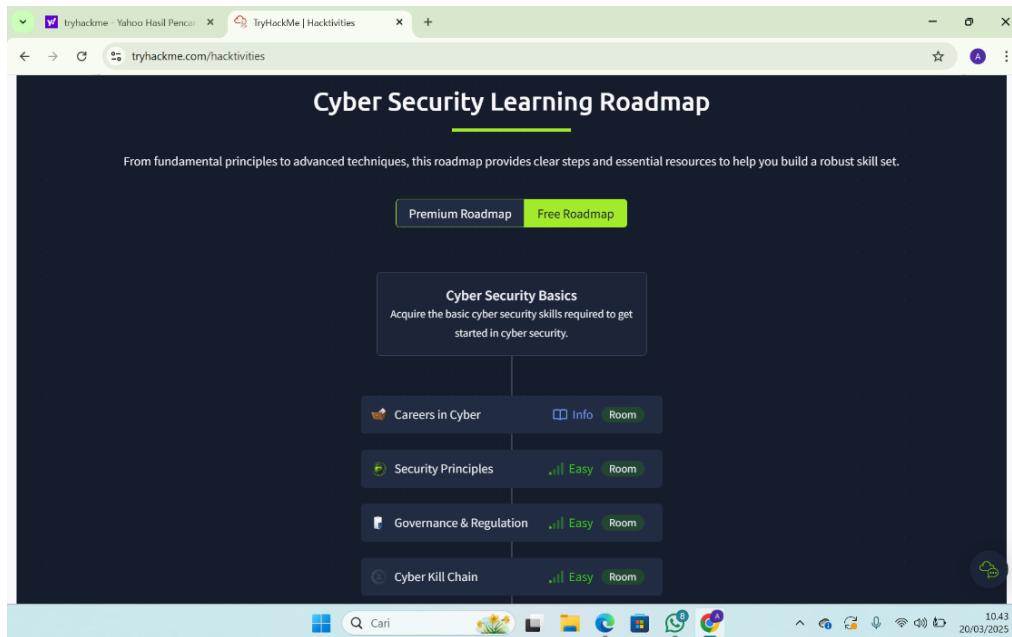 tryhackme - Yahoo Hasil Pencar
TryHackMe | Hacktivities
tryhackme.com/hacktivities
A
Cyber Security Learning Roadmap
From fundamental principles to advanced techniques, this roadmap provides clear steps and essential resources to help you build a robust skill set.
Premium Roadmap Free Roadmap
Cyber Security Basics
Acquire the basic cyber security skills required to get
started in cyber security.
Careers in Cyber Info Room
Security Principles Easy Room
Governance & Regulation Easy Room
Cyber Kill Chain Easy Room
Cari
10.43
20/03/2025